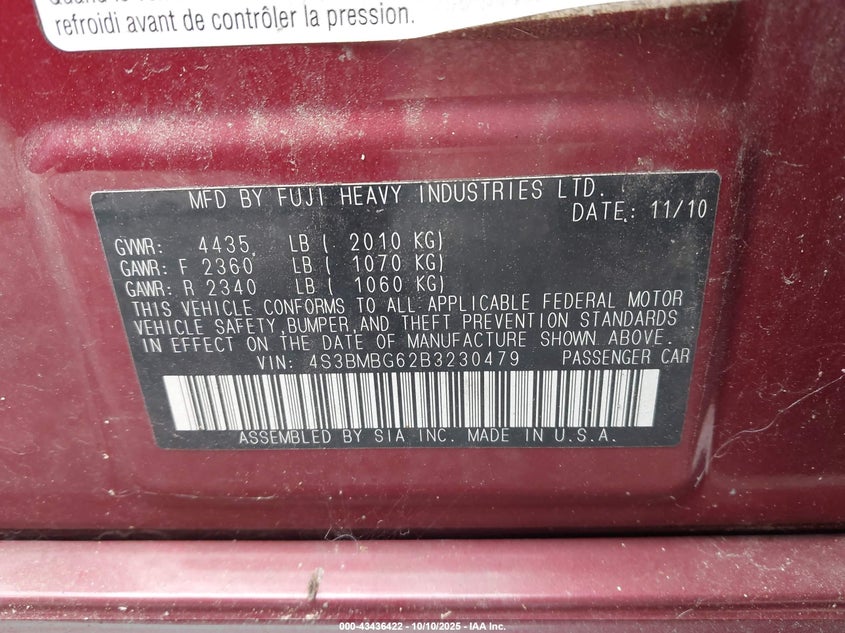 refroidi avant de contrôler la pression.
MFD BY FUJI HEAVY INDUSTRIES LTD.
DATE: 11/10
GVWR: 4435 LB ( 2010 KG)
GAWR: F 2360 LB ( 1070 KG)
GAWR: R 2340 LB ( 1060 KG)
THIS VEHICLE CONFORMS TO ALL APPLICABLE FEDERAL MOTOR
VEHICLE SAFETY,BUMPER,AND THEFT PREVENTION STANDARDS
IN EFFECT ON THE DATE OF MANUFACTURE SHOWN ABOVE.
VIN: 4S3BMBG62B3230479 PASSENGER CAR
ASSEMBLED BY SIA INC. MADE IN U.S.A.
000-43436422 - 10/10/2025 - IAA Inc.